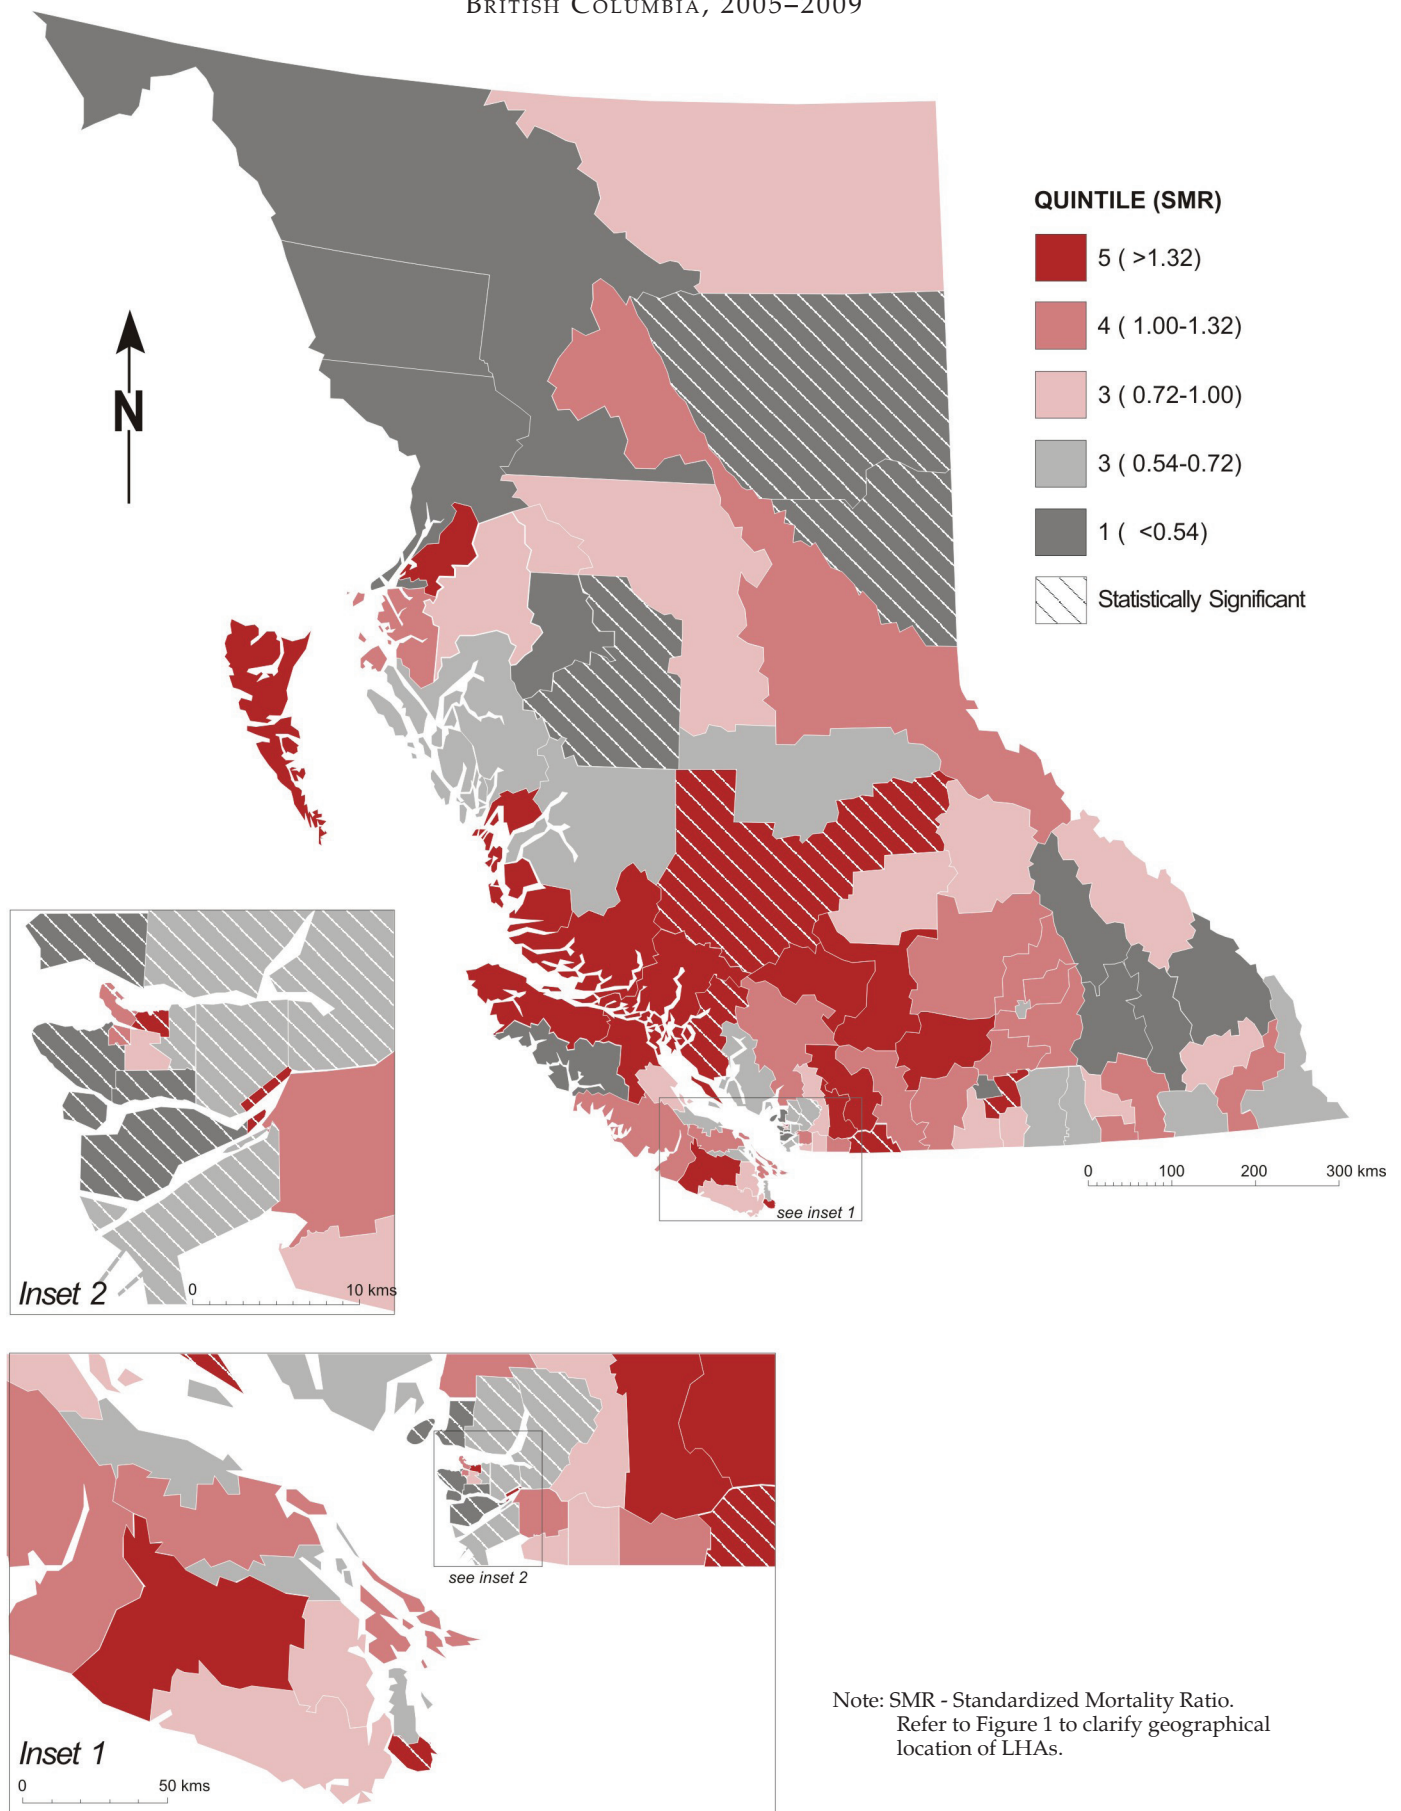 BRITISH COLUMBIA, 2005–2009
QUINTILE (SMR)
5 ( >1.32)
4 ( 1.00-1.32)
3 ( 0.72-1.00)
3 ( 0.54-0.72)
1 ( <0.54)
Statistically Significant
N
0 100 200 300 kms
see inset 1
Inset 2
0 10 kms
see inset 2
Inset 1
0 50 kms
Note: SMR - Standardized Mortality Ratio.
Refer to Figure 1 to clarify geographical
location of LHAs.